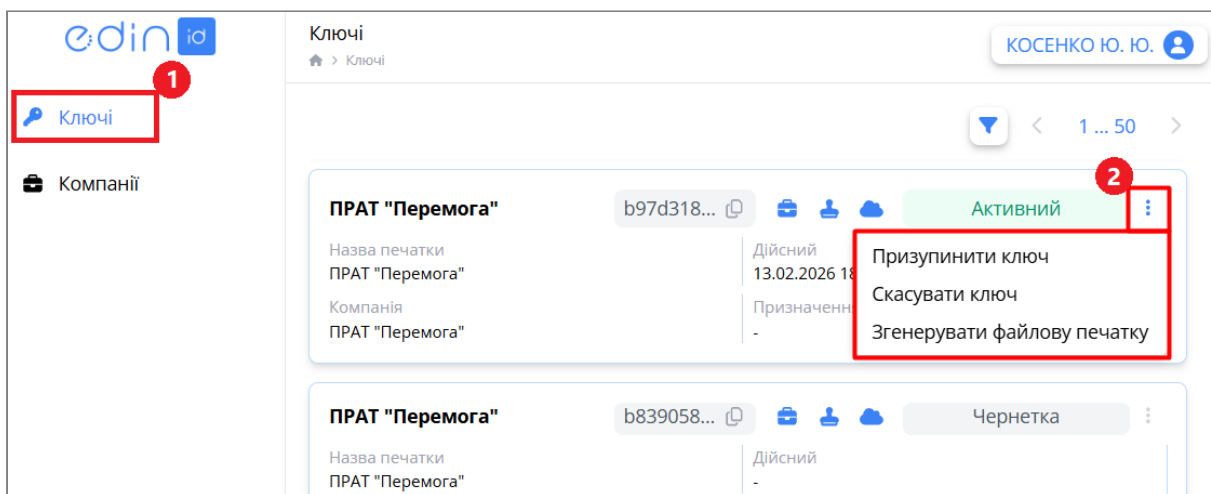 edin id
Ключі
Ключі
КОСЕНКО Ю. Ю.
1
Ключі
1 ... 50
Компанії
2
ПРАТ "Перемога"
b97d318...
Активний
Назва печатки
Дійсний
ПРАТ "Перемога"
13.02.2026
Призупинити ключ
Скасувати ключ
Згенерувати файлову печатку
Компанія
ПРАТ "Перемога"
-
ПРАТ "Перемога"
b839058...
Чернетка
Назва печатки
Дійсний
ПРАТ "Перемога"
-